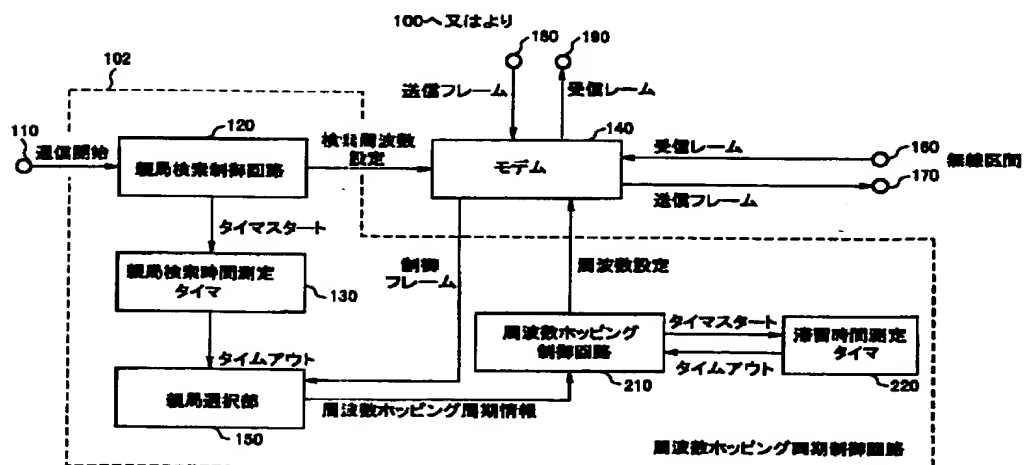 100へ又はより
180
190
102
送信フレーム
受信レーム
110
通信開始
120
親局検索制御回路
検索周波数
設定
140
モデム
受信レーム
160
無線区間
170
送信フレーム
タイマスタート
制御
フレーム
周波数設定
親局検索時間測定
タイマ
130
周波数ホッピング
制御回路
210
タイマスタート
タイムアウト
滞留時間測定
タイマ
220
タイムアウト
親局選択部
150
周波数ホッピング周期情報
周波数ホッピング同期制御回路